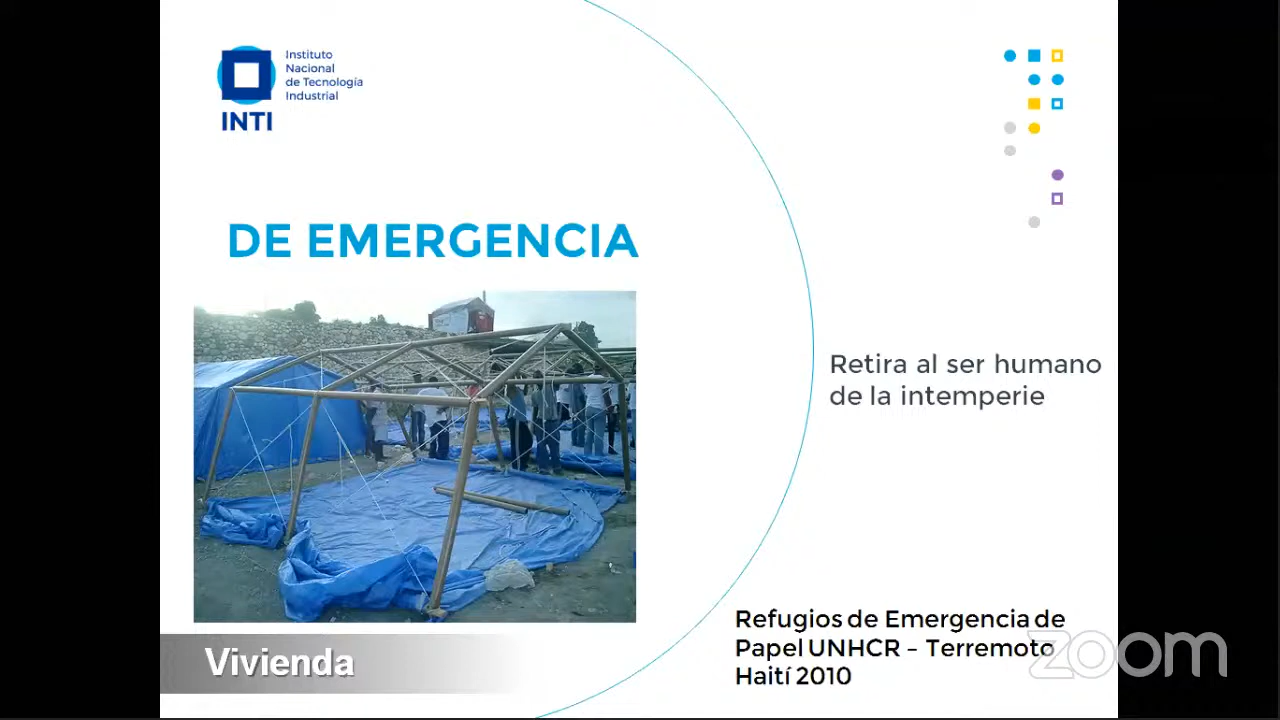 Instituto
Nacional
de Tecnología
Industrial
INTI
DE EMERGENCIA
Retira al ser humano
de la intemperie
Refugios de Emergencia de
Papel UNHCR – Terremoto
Haití 2010
Vivienda
zoom